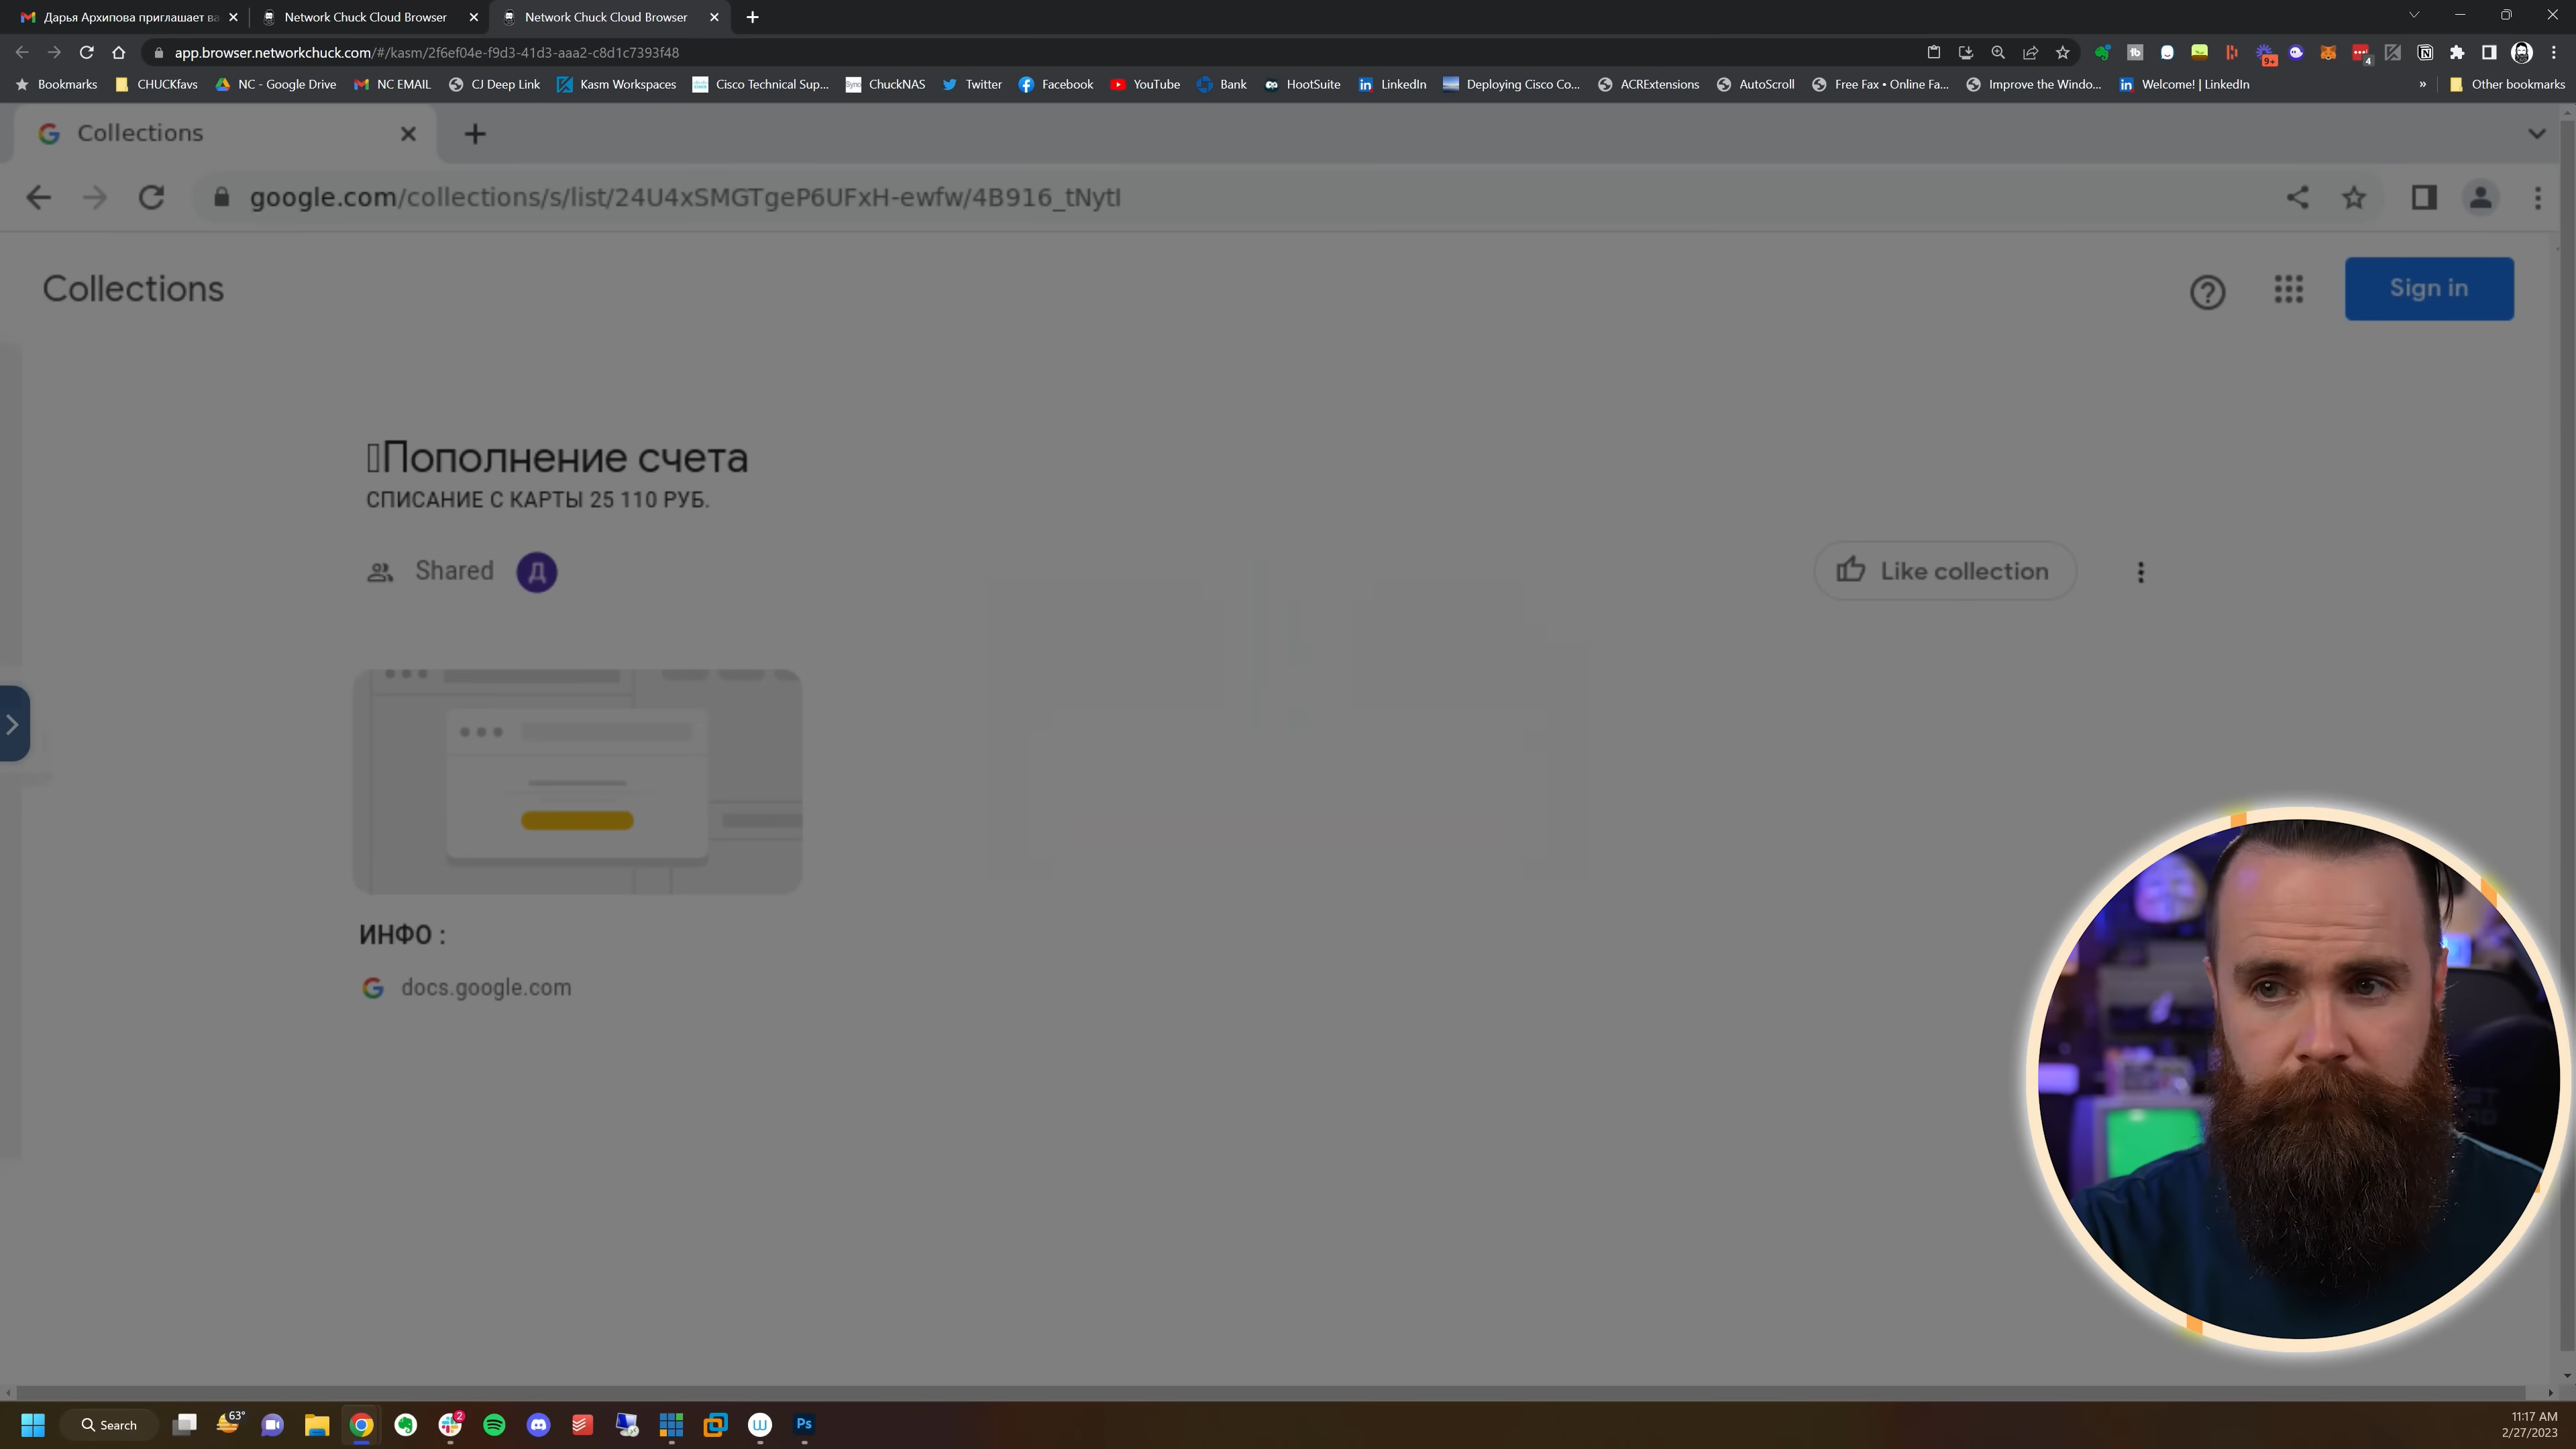 Дарья Архипова приглашает ва
Network Chuck Cloud Browser
Network Chuck Cloud Browser
app.browser.networkchuck.com/#/kasm/2f6ef04e-f9d3-41d3-aaa2-c8d1c7393f48
9+
4
Bookmarks
CHUCKfavs
NC - Google Drive
NC EMAIL
CJ Deep Link
Kasm Workspaces
Cisco Technical Sup...
ChuckNAS
Twitter
Facebook
YouTube
Bank
HootSuite
LinkedIn
Deploying Cisco Co...
ACRExtensions
AutoScroll
Free Fax • Online Fa...
Improve the Windo...
Welcome! | LinkedIn
»
Other bookmarks
Collections
google.com/collections/s/list/24U4xSMGTgeP6UFxH-ewfw/4B916_tNytI
Collections
Sign in
Пополнение счета
СПИСАНИЕ С КАРТЫ 25 110 РУБ.
Shared
Д
Like collection
ИНФО :
docs.google.com
Search
63°
2
Ps
11:17 AM
2/27/2023